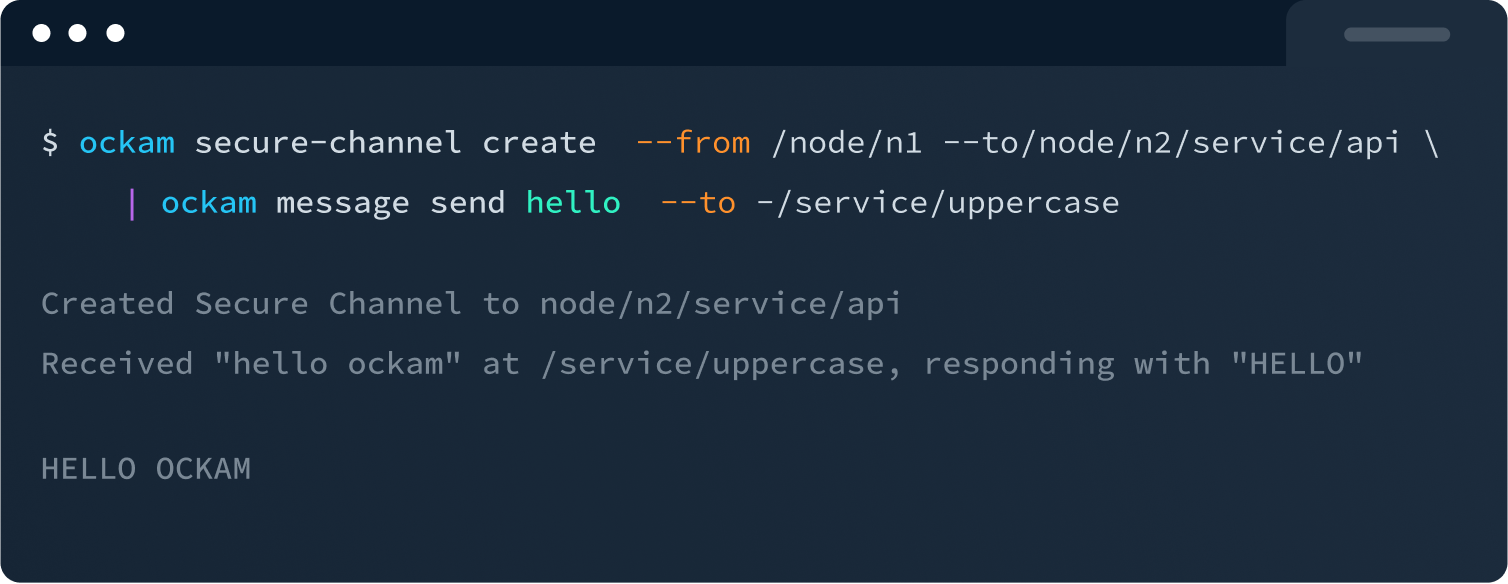 $ ockam secure-channel create  --from /node/n1 --to/node/n2/service/api \
| ockam message send hello  --to -/service/uppercase
Created Secure Channel to node/n2/service/api
Received "hello ockam" at /service/uppercase, responding with "HELLO"
HELLO OCKAM